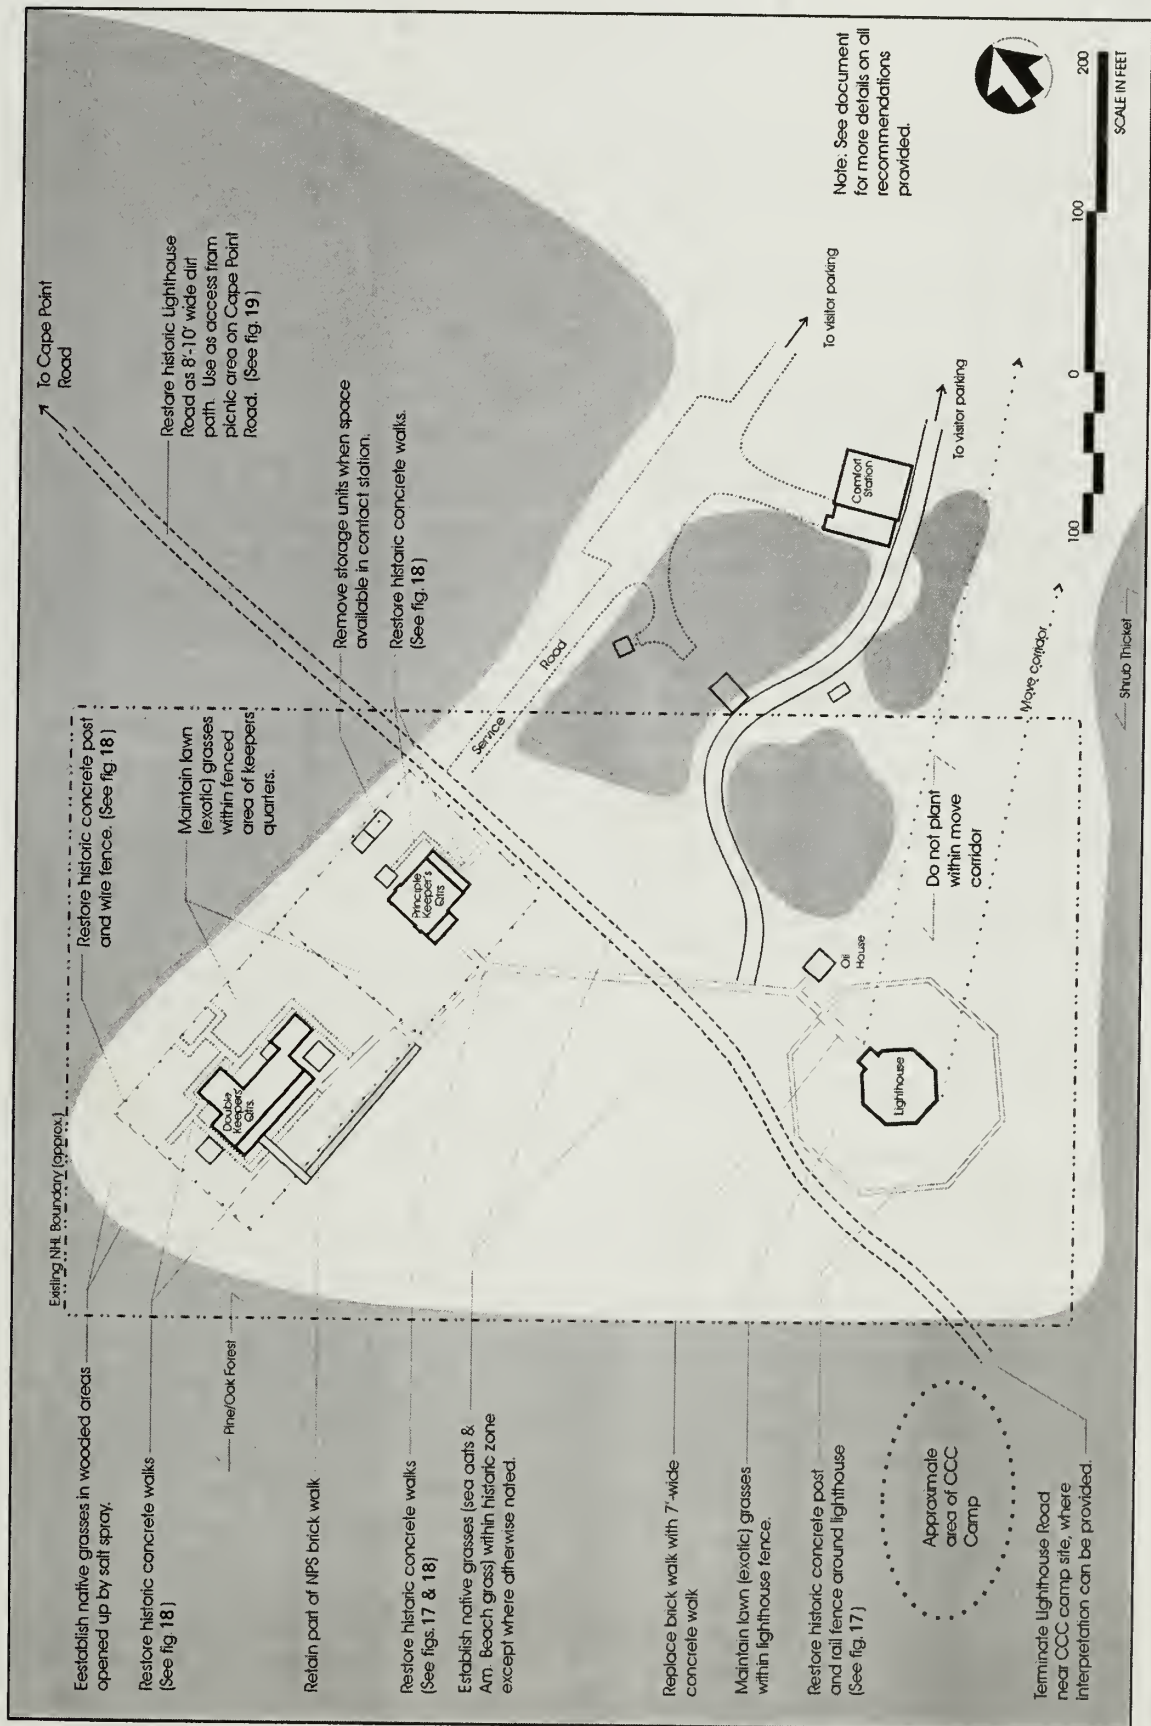 Eestablish native grasses in wooded areas
opened up by salt spray.
Restore historic concrete walks
(See fig. 18)
Pine/Oak Forest
Retain part of NPS brick walk
Restore historic concrete walks
(See figs.17 & 18)
Establish native grasses (sea oats &
Am. Beach grass) within historic zone
except where otherwise noted.
Replace brick walk with 7'-wide
concrete walk
Maintain lawn (exotic) grasses
within lighthouse fence.
Restore historic concrete post
and rail fence around lighthouse
(See fig. 17)
Approximate
area of CCC
Camp
Terminate Lighthouse Road
near CCC camp site, where
interpretation can be provided.
Existing NHL Boundary (approx.)
Restore historic concrete post
and wire fence. (See fig 18)
Maintain lawn
(exotic) grasses
within fenced
area of keepers
quarters.
Double
Keepers'
Qtrs.
Principle
Keeper's
Qtrs
Oil
House
Lighthouse
Do not plant
within move
corridor
Move corridor
Shrub Thicket
Service Road
Remove storage units when space
available in contact station.
Restore historic concrete walks.
(See fig. 18)
To Cape Point
Road
Restore historic Lighthouse
Road as 8'-10' wide dirt
path. Use as access from
picnic area on Cape Point
Road. (See fig. 19)
Comfort
Station
To visitor parking
To visitor parking
Note: See document
for more details on all
recommendations
provided.
100 0 100 200
SCALE IN FEET